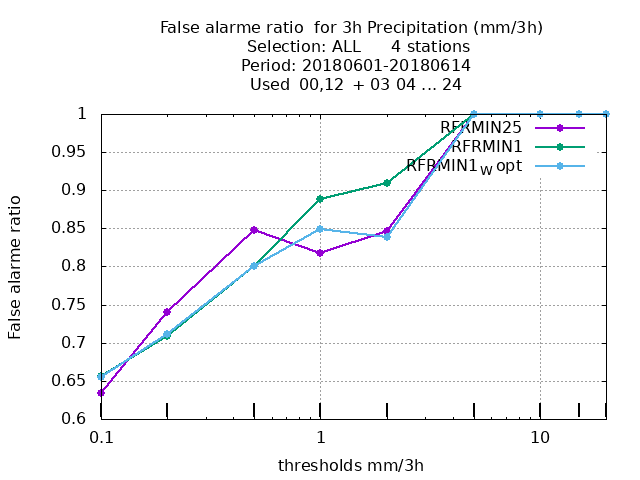 False alarme ratio  for 3h Precipitation (mm/3h)
Selection: ALL      4 stations
Period: 20180601-20180614
Used  00,12  + 03 04 ... 24
1
0.95
0.9
0.85
0.8
0.75
0.7
0.65
0.6
False alarme ratio
RFRMIN25
RFRMIN1
RFRMIN1W opt
0.1
1
10
thresholds mm/3h